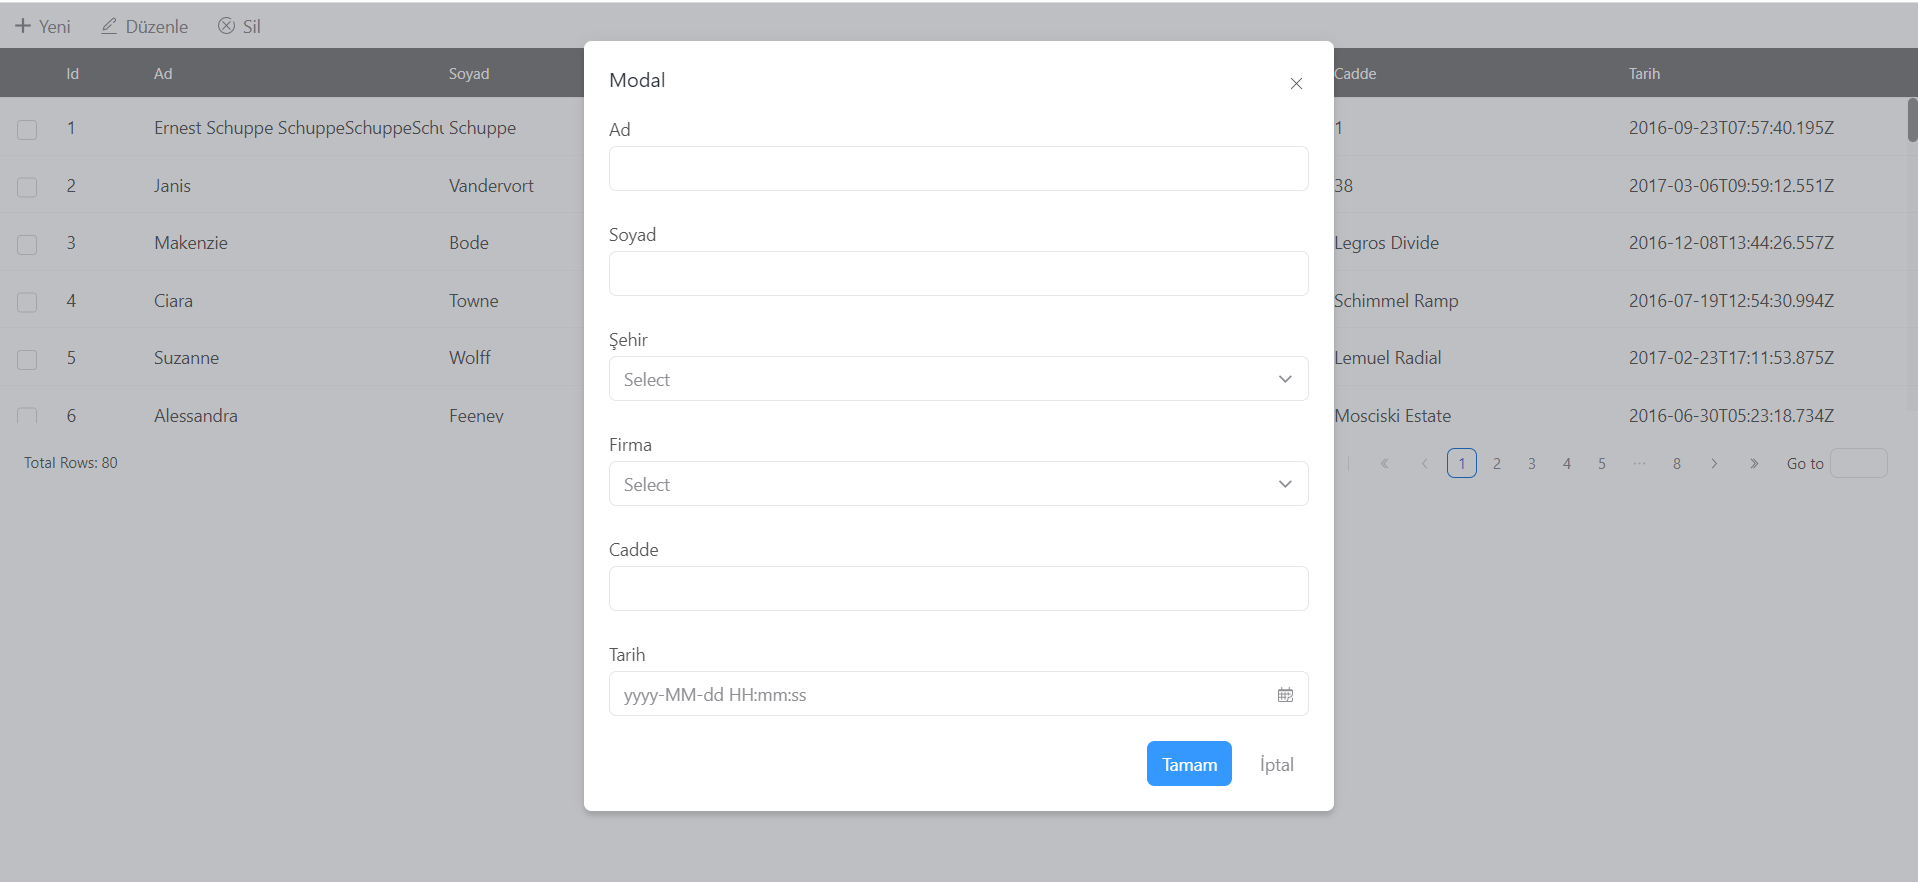 Yeni Düzenle Sil
Id Ad Soyad Cadde Tarih
1 Ernest Schuppe SchuppeSchuppeSchu Schuppe 1 2016-09-23T07:57:40.195Z
2 Janis Vandervort 38 2017-03-06T09:59:12.551Z
3 Makenzie Bode Legros Divide 2016-12-08T13:44:26.557Z
4 Ciara Towne Schimmel Ramp 2016-07-19T12:54:30.994Z
5 Suzanne Wolff Lemuel Radial 2017-02-23T17:11:53.875Z
6 Alessandra Feeney Mosciski Estate 2016-06-30T05:23:18.734Z
Total Rows: 80
1 2 3 4 5 ··· 8 Go to
Modal
Ad
Soyad
Şehir
Select
Firma
Select
Cadde
Tarih
yyyy-MM-dd HH:mm:ss
Tamam İptal